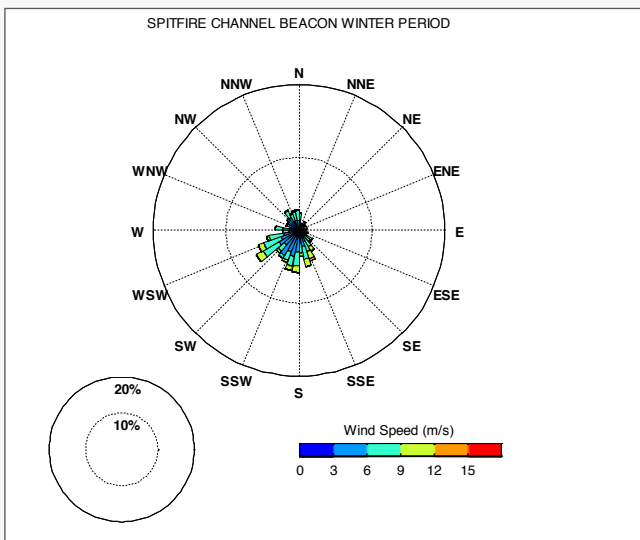 SPITFIRE CHANNEL BEACON WINTER PERIOD
N
NNW NNE
NW NE
WNW ENE
W E
WSW ESE
SW SE
SSW SSE
S
20%
10%
Wind Speed (m/s)
0 3 6 9 12 15